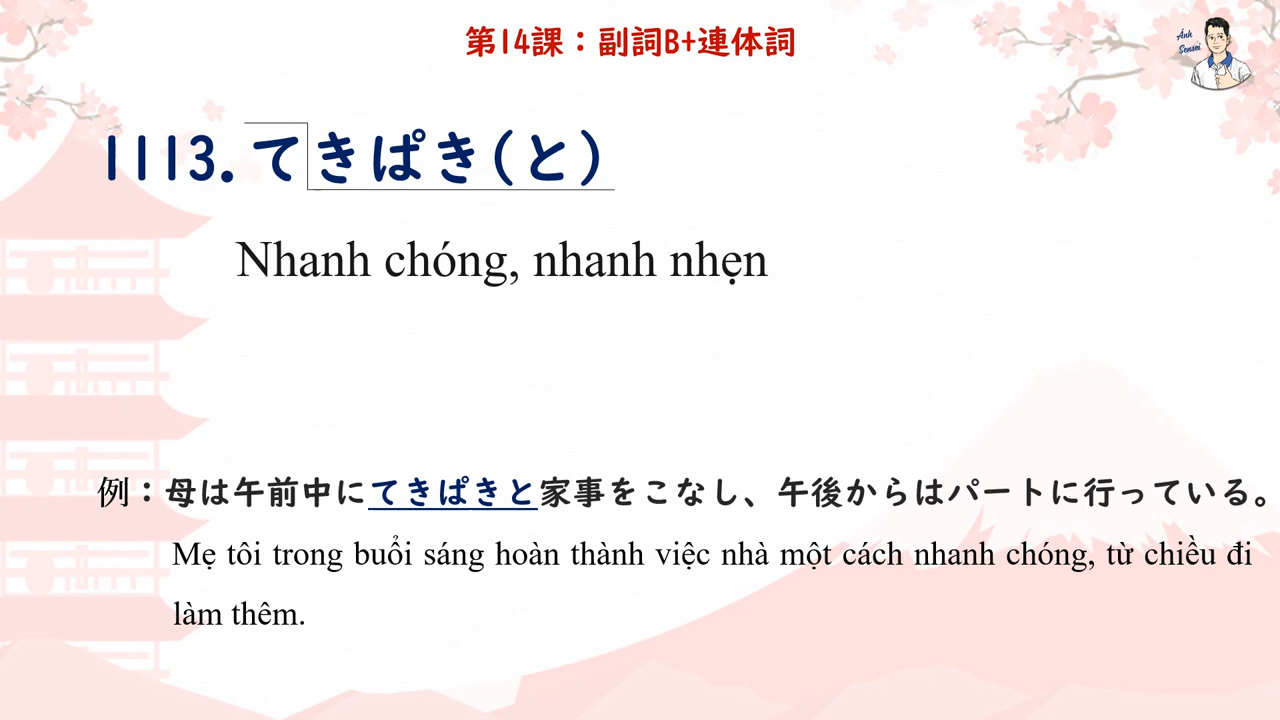 第14課：副詞B+連体詞
Ánh
Sensei
1113. てきぱき(と)
Nhanh chóng, nhanh nhẹn
例：母は午前中にてきぱきと家事をこなし、午後からはパートに行っている。
Mẹ tôi trong buổi sáng hoàn thành việc nhà một cách nhanh chóng, từ chiều đi
làm thêm.